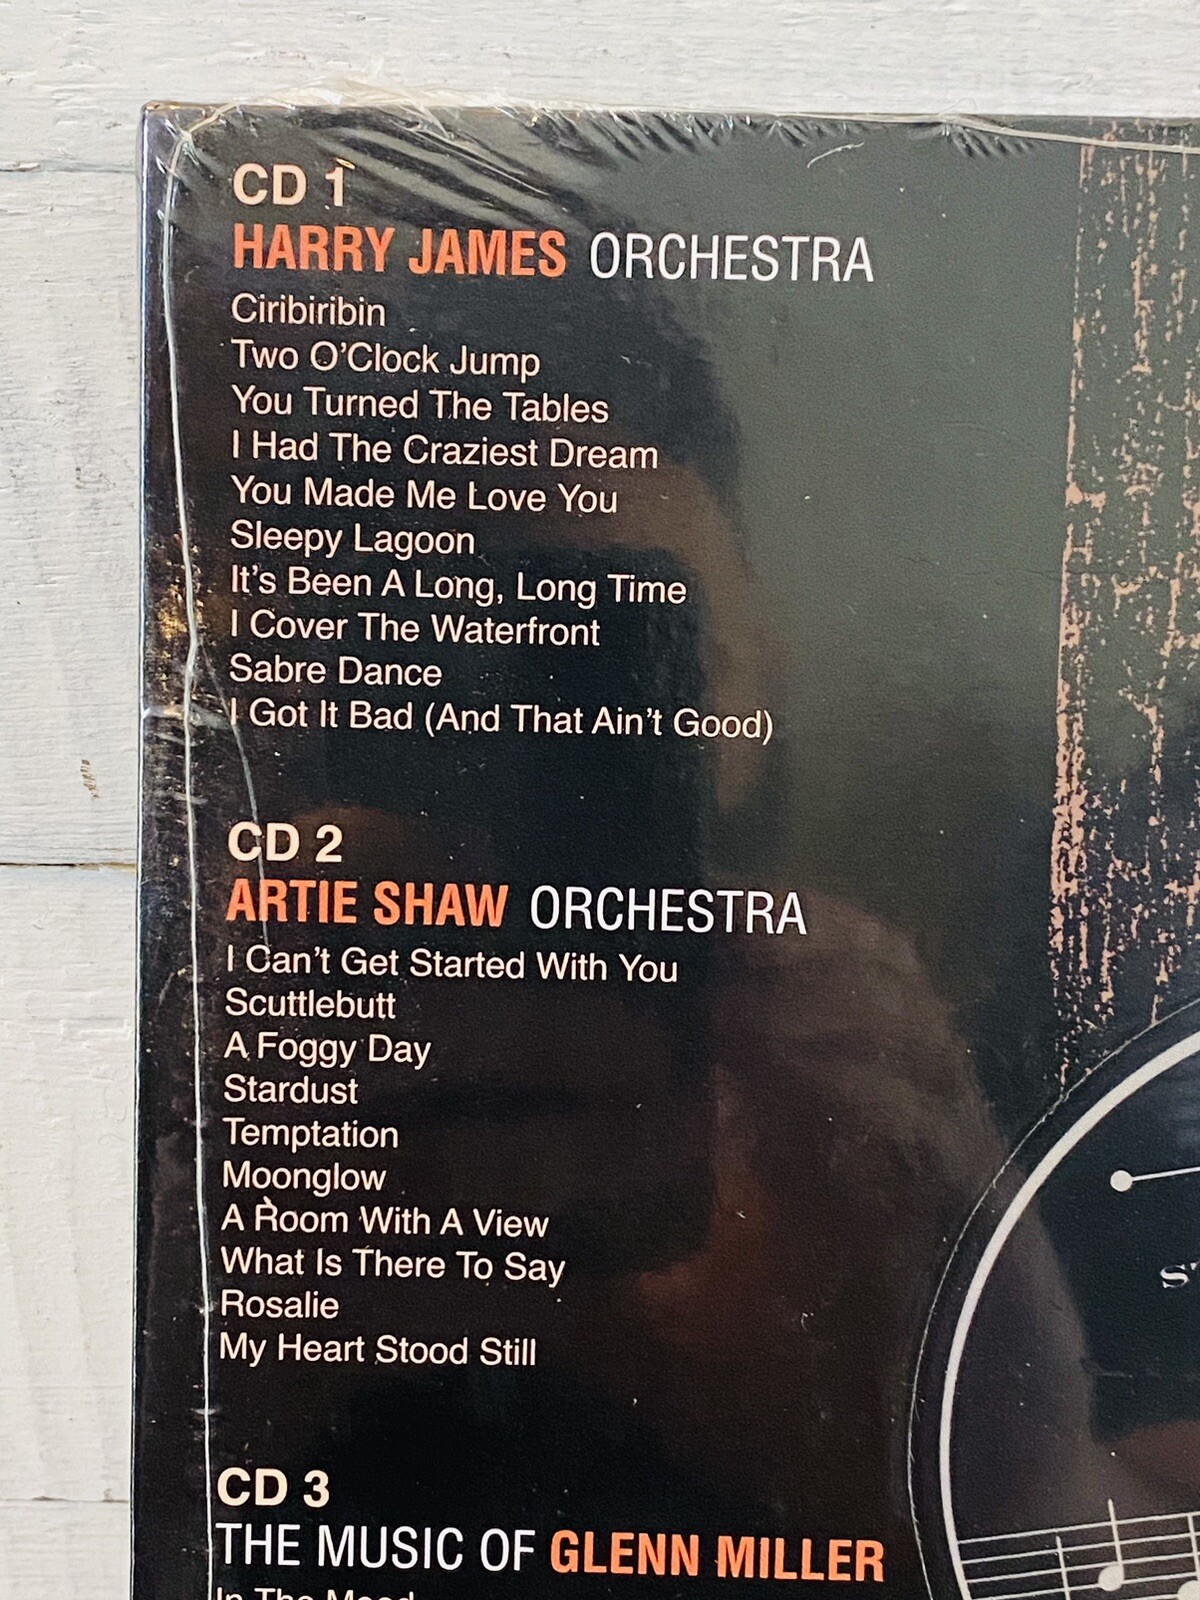 CD 1
HARRY JAMES ORCHESTRA
Ciribiribin
Two O'Clock Jump
You Turned The Tables
I Had The Craziest Dream
You Made Me Love You
Sleepy Lagoon
It's Been A Long, Long Time
I Cover The Waterfront
Sabre Dance
I Got It Bad (And That Ain't Good)
CD 2
ARTIE SHAW ORCHESTRA
I Can't Get Started With You
Scuttlebutt
A Foggy Day
Stardust
Temptation
Moonglow
A Room With A View
What Is There To Say
Rosalie
My Heart Stood Still
CD 3
THE MUSIC OF GLENN MILLER
In The Mood